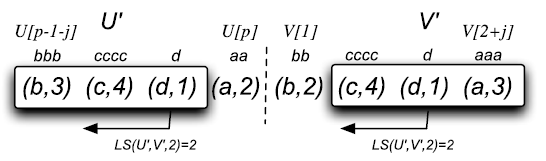 U[p-1-j] U' U[p] V[1] V' V[2+j]
bbb cccc d aa bb cccc d aaa
(b,3) (c,4) (d,1) (a,2) (b,2) (c,4) (d,1) (a,3)
LS(U',V',2)=2 LS(U',V',2)=2